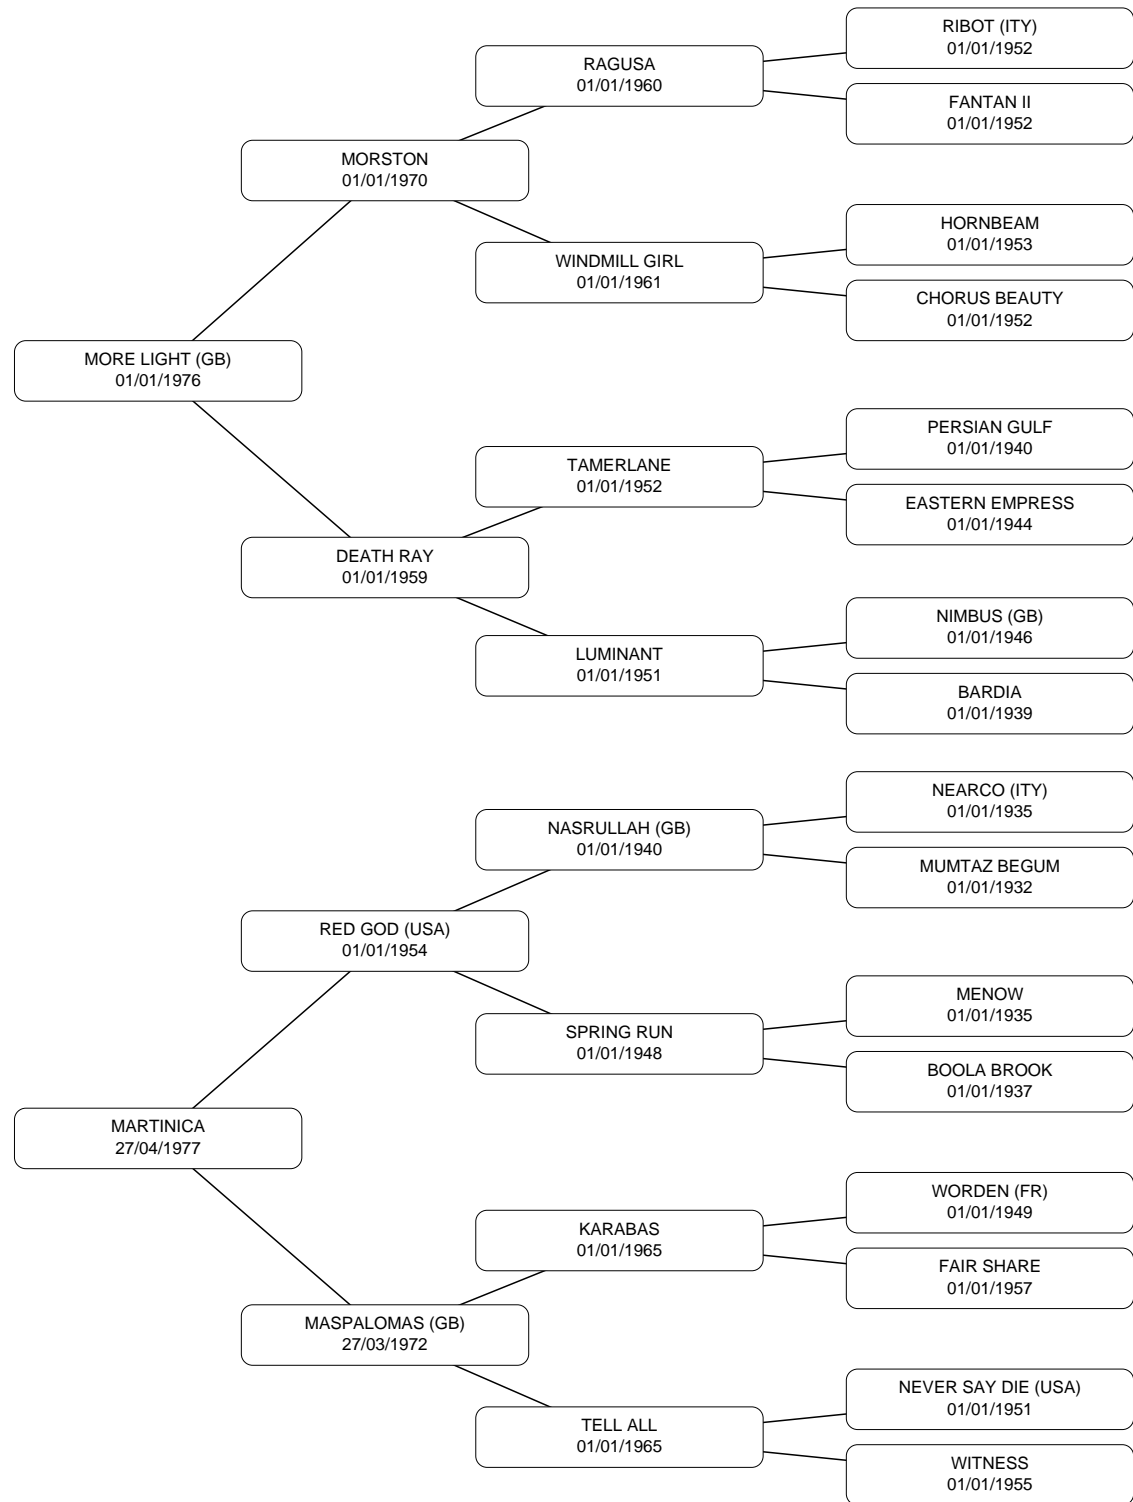 RIBOT (ITY)
01/01/1952
RAGUSA
01/01/1960
FANTAN II
01/01/1952
MORSTON
01/01/1970
HORNBEAM
01/01/1953
WINDMILL GIRL
01/01/1961
CHORUS BEAUTY
01/01/1952
MORE LIGHT (GB)
01/01/1976
PERSIAN GULF
01/01/1940
TAMERLANE
01/01/1952
EASTERN EMPRESS
01/01/1944
DEATH RAY
01/01/1959
NIMBUS (GB)
01/01/1946
LUMINANT
01/01/1951
BARDIA
01/01/1939
NEARCO (ITY)
01/01/1935
NASRULLAH (GB)
01/01/1940
MUMTAZ BEGUM
01/01/1932
RED GOD (USA)
01/01/1954
MENOW
01/01/1935
SPRING RUN
01/01/1948
BOOLA BROOK
01/01/1937
MARTINICA
27/04/1977
WORDEN (FR)
01/01/1949
KARABAS
01/01/1965
FAIR SHARE
01/01/1957
MASPALOMAS (GB)
27/03/1972
NEVER SAY DIE (USA)
01/01/1951
TELL ALL
01/01/1965
WITNESS
01/01/1955